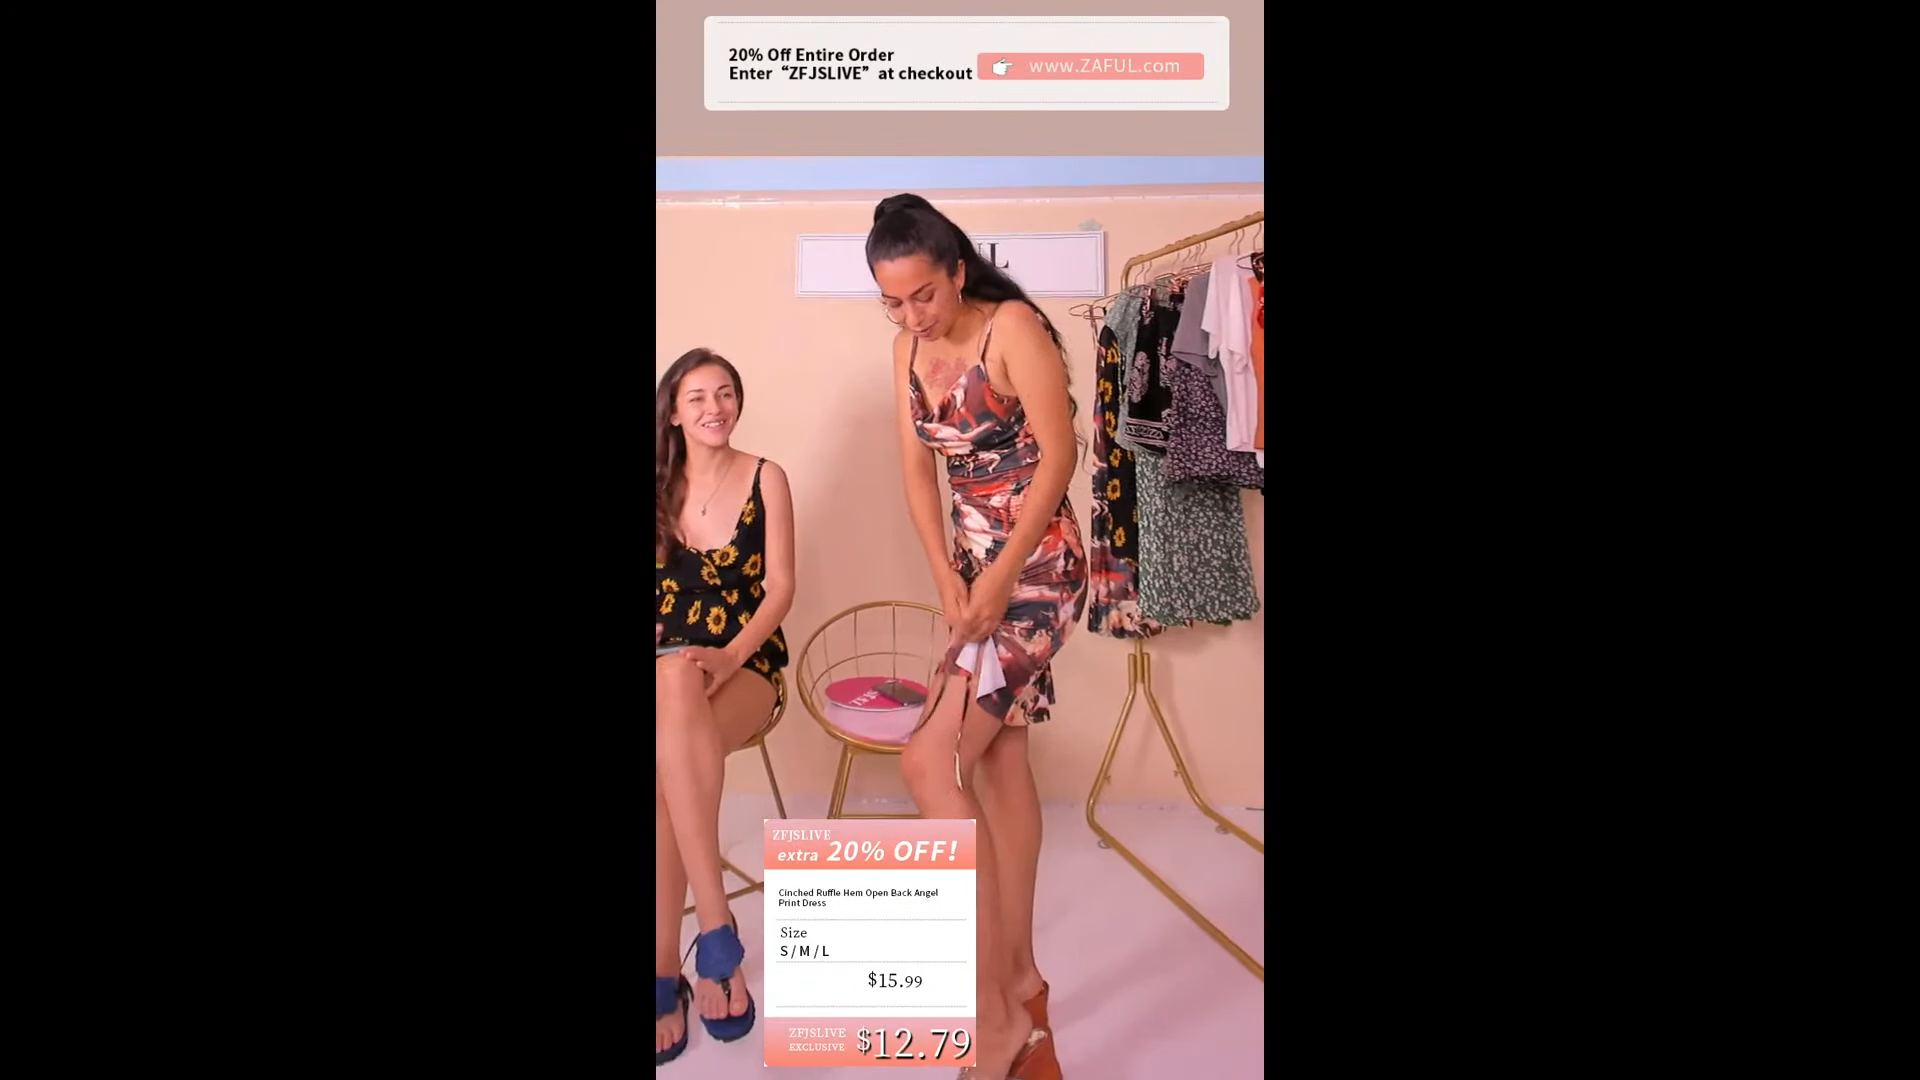 20% Off Entire Order
Enter “ZFJSLIVE” at checkout
www.ZAFUL.com
UL
ZFJSLIVE
extra 20% OFF!
Cinched Ruffle Hem Open Back Angel
Print Dress
Size
S / M / L
$15.99
ZFJSLIVE
EXCLUSIVE
$12.79